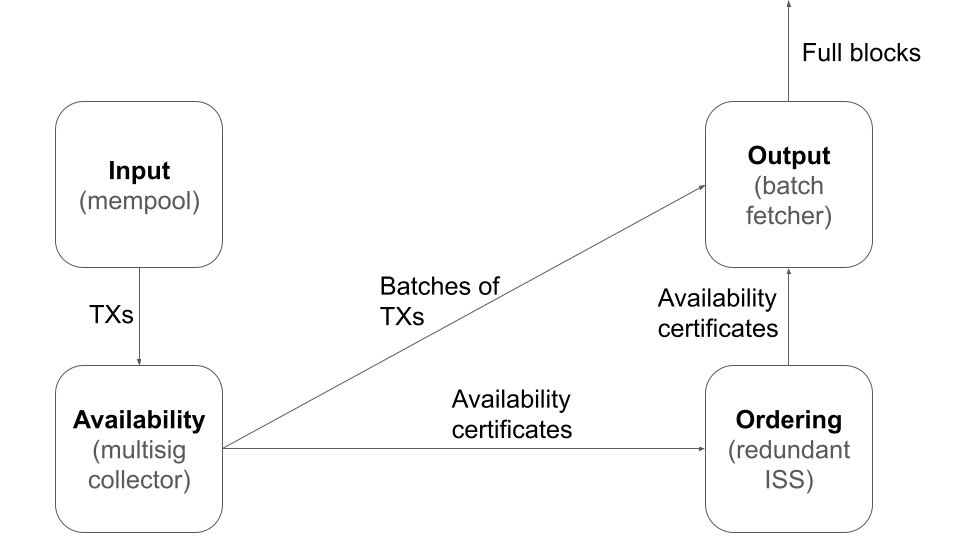 Full blocks
Input
(mempool)
Output
(batch
fetcher)
TXs
Batches of
TXs
Availability
certificates
Availability
(multisig
collector)
Availability
certificates
Ordering
(redundant
ISS)